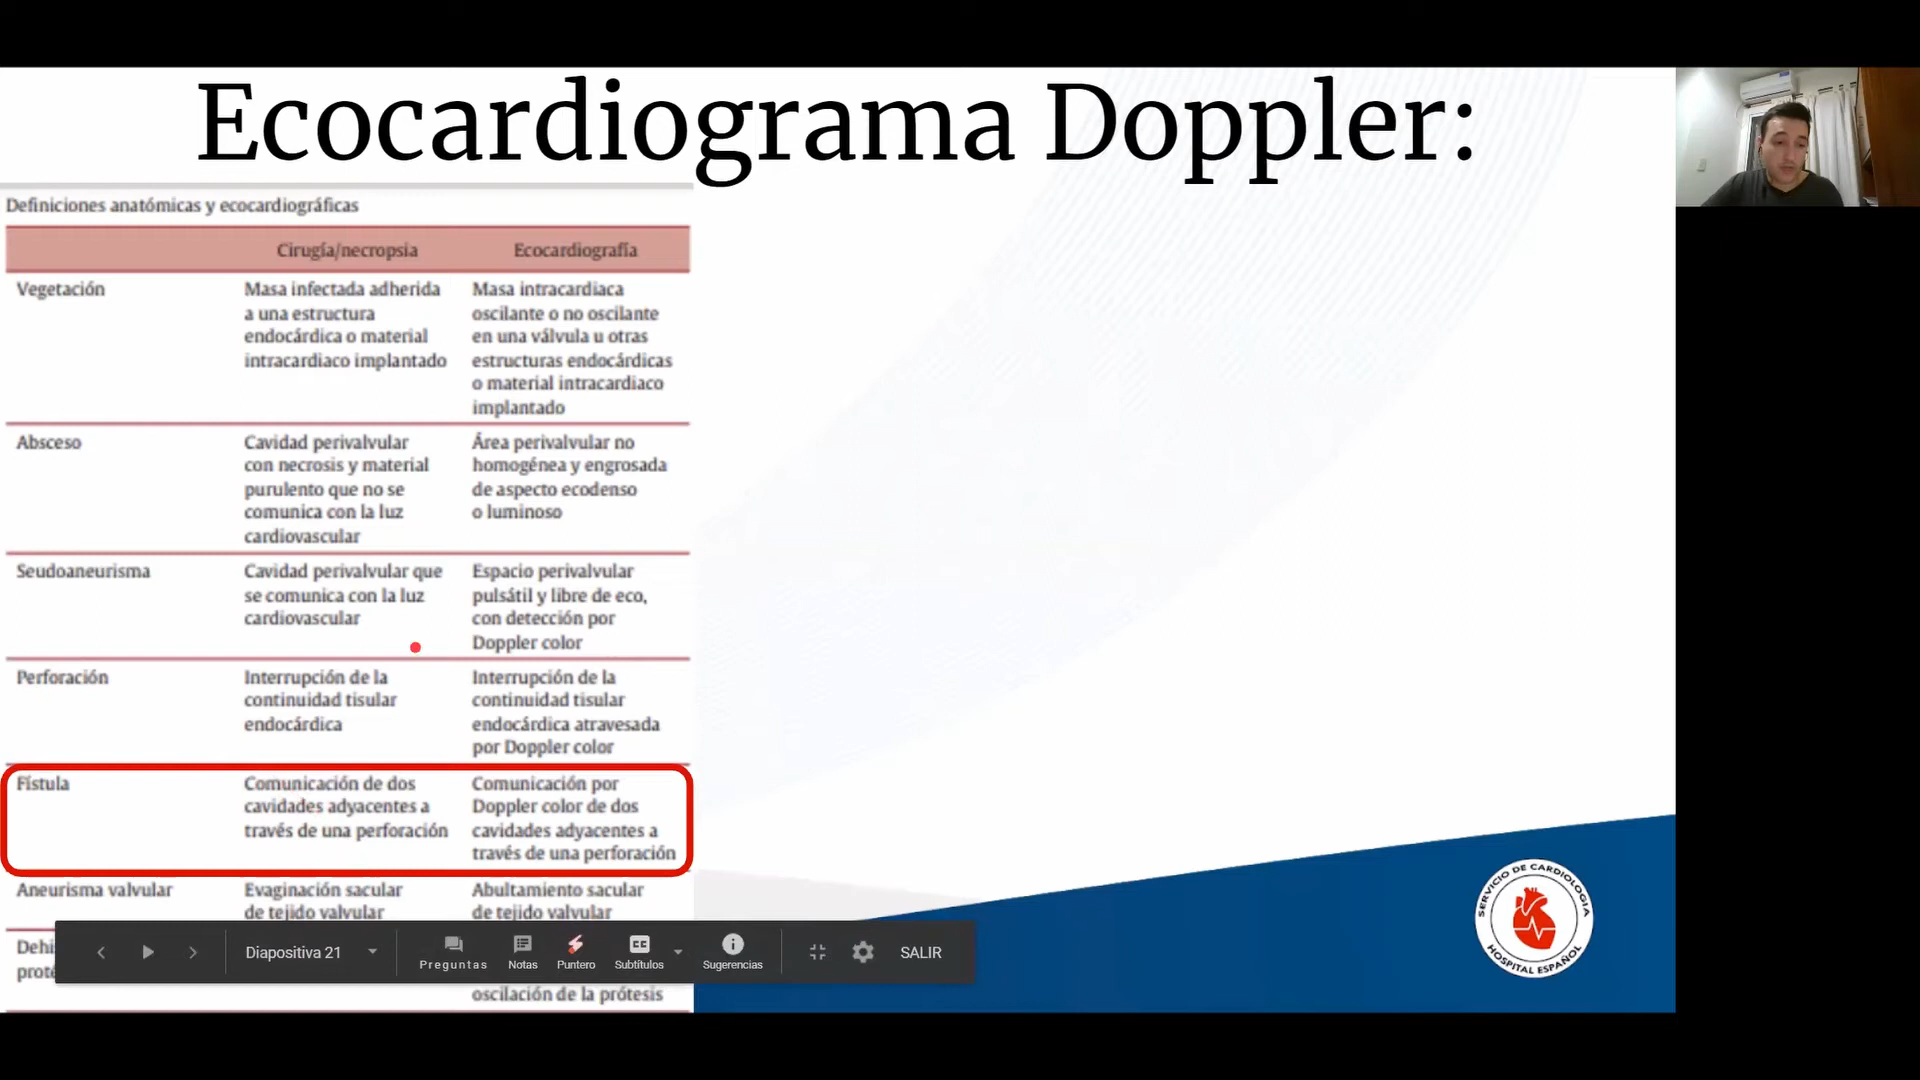 Ecocardiograma Doppler:
Definiciones anatómicas y ecocardiográficas
Cirugía/necropsia
Ecocardiografía
Vegetación
Masa infectada adherida
a una estructura
endocárdica o material
intracardiaco implantado
Masa intracardiaca
oscilante o no oscilante
en una válvula u otras
estructuras endocárdicas
o material intracardiaco
implantado
Absceso
Cavidad perivalvular
con necrosis y material
purulento que no se
comunica con la luz
cardiovascular
Área perivalvular no
homogénea y engrosada
de aspecto ecodenso
o luminoso
Seudoaneurisma
Cavidad perivalvular que
se comunica con la luz
cardiovascular
Espacio perivalvular
pulsátil y libre de eco,
con detección por
Doppler color
Perforación
Interrupción de la
continuidad tisular
endocárdica
Interrupción de la
continuidad tisular
endocárdica atravesada
por Doppler color
Fístula
Comunicación de dos
cavidades adyacentes a
través de una perforación
Comunicación por
Doppler color de dos
cavidades adyacentes a
través de una perforación
Aneurisma valvular
Evaginación sacular
de tejido valvular
Abultamiento sacular
de tejido valvular
oscilación de la prótesis
Diapositiva 21
Preguntas
Notas
Puntero
CC
Subtítulos
Sugerencias
SALIR
SERVICIO DE CARDIOLOGIA
HOSPITAL ESPAÑOL